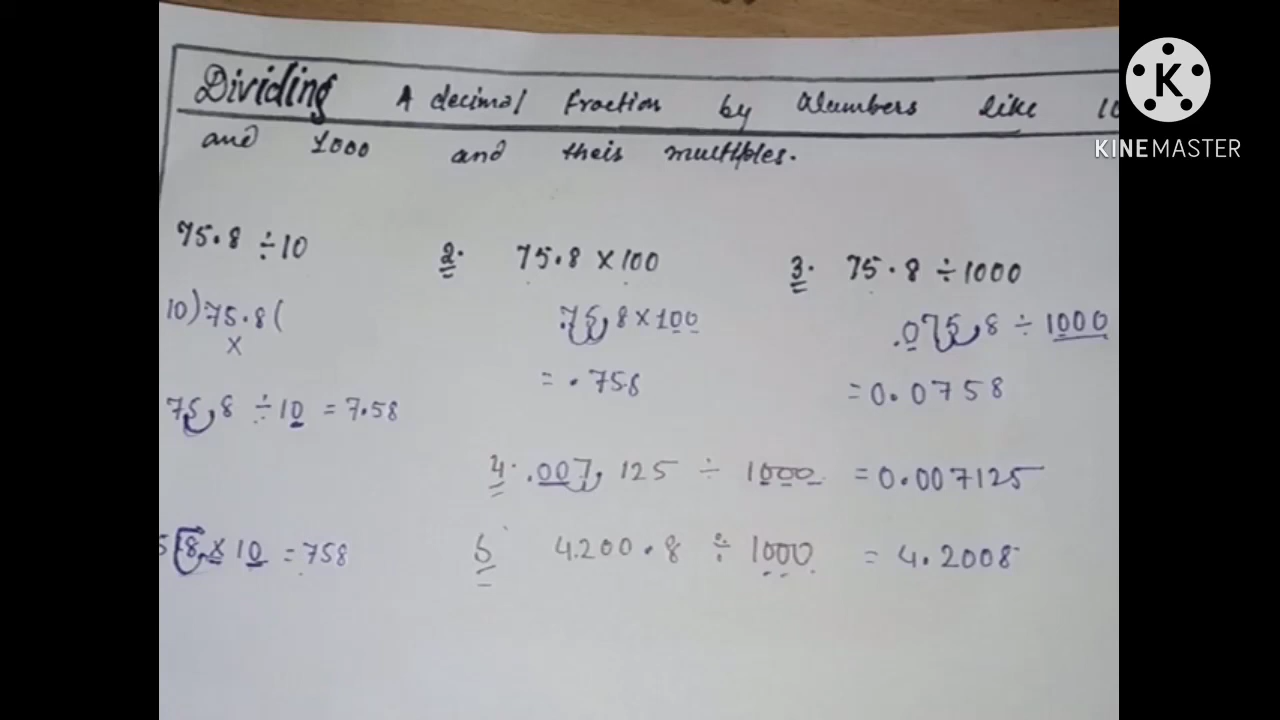 Dividing A decimal fraction by Numbers like 10
and 1000 and theis multiples.
75.8 ÷ 10
10)75.8(
x
75.8 ÷ 10 = 7.58
58. x 10 = 758
2. 75.8 x 100
.75 8 x 100
= .758
3. 75.8 ÷ 1000
.075 8 ÷ 1000
= 0.0758
4. .007,125 ÷ 1000 = 0.007125
5 4200.8 ÷ 1000 = 4.2008
K
KINEMASTER